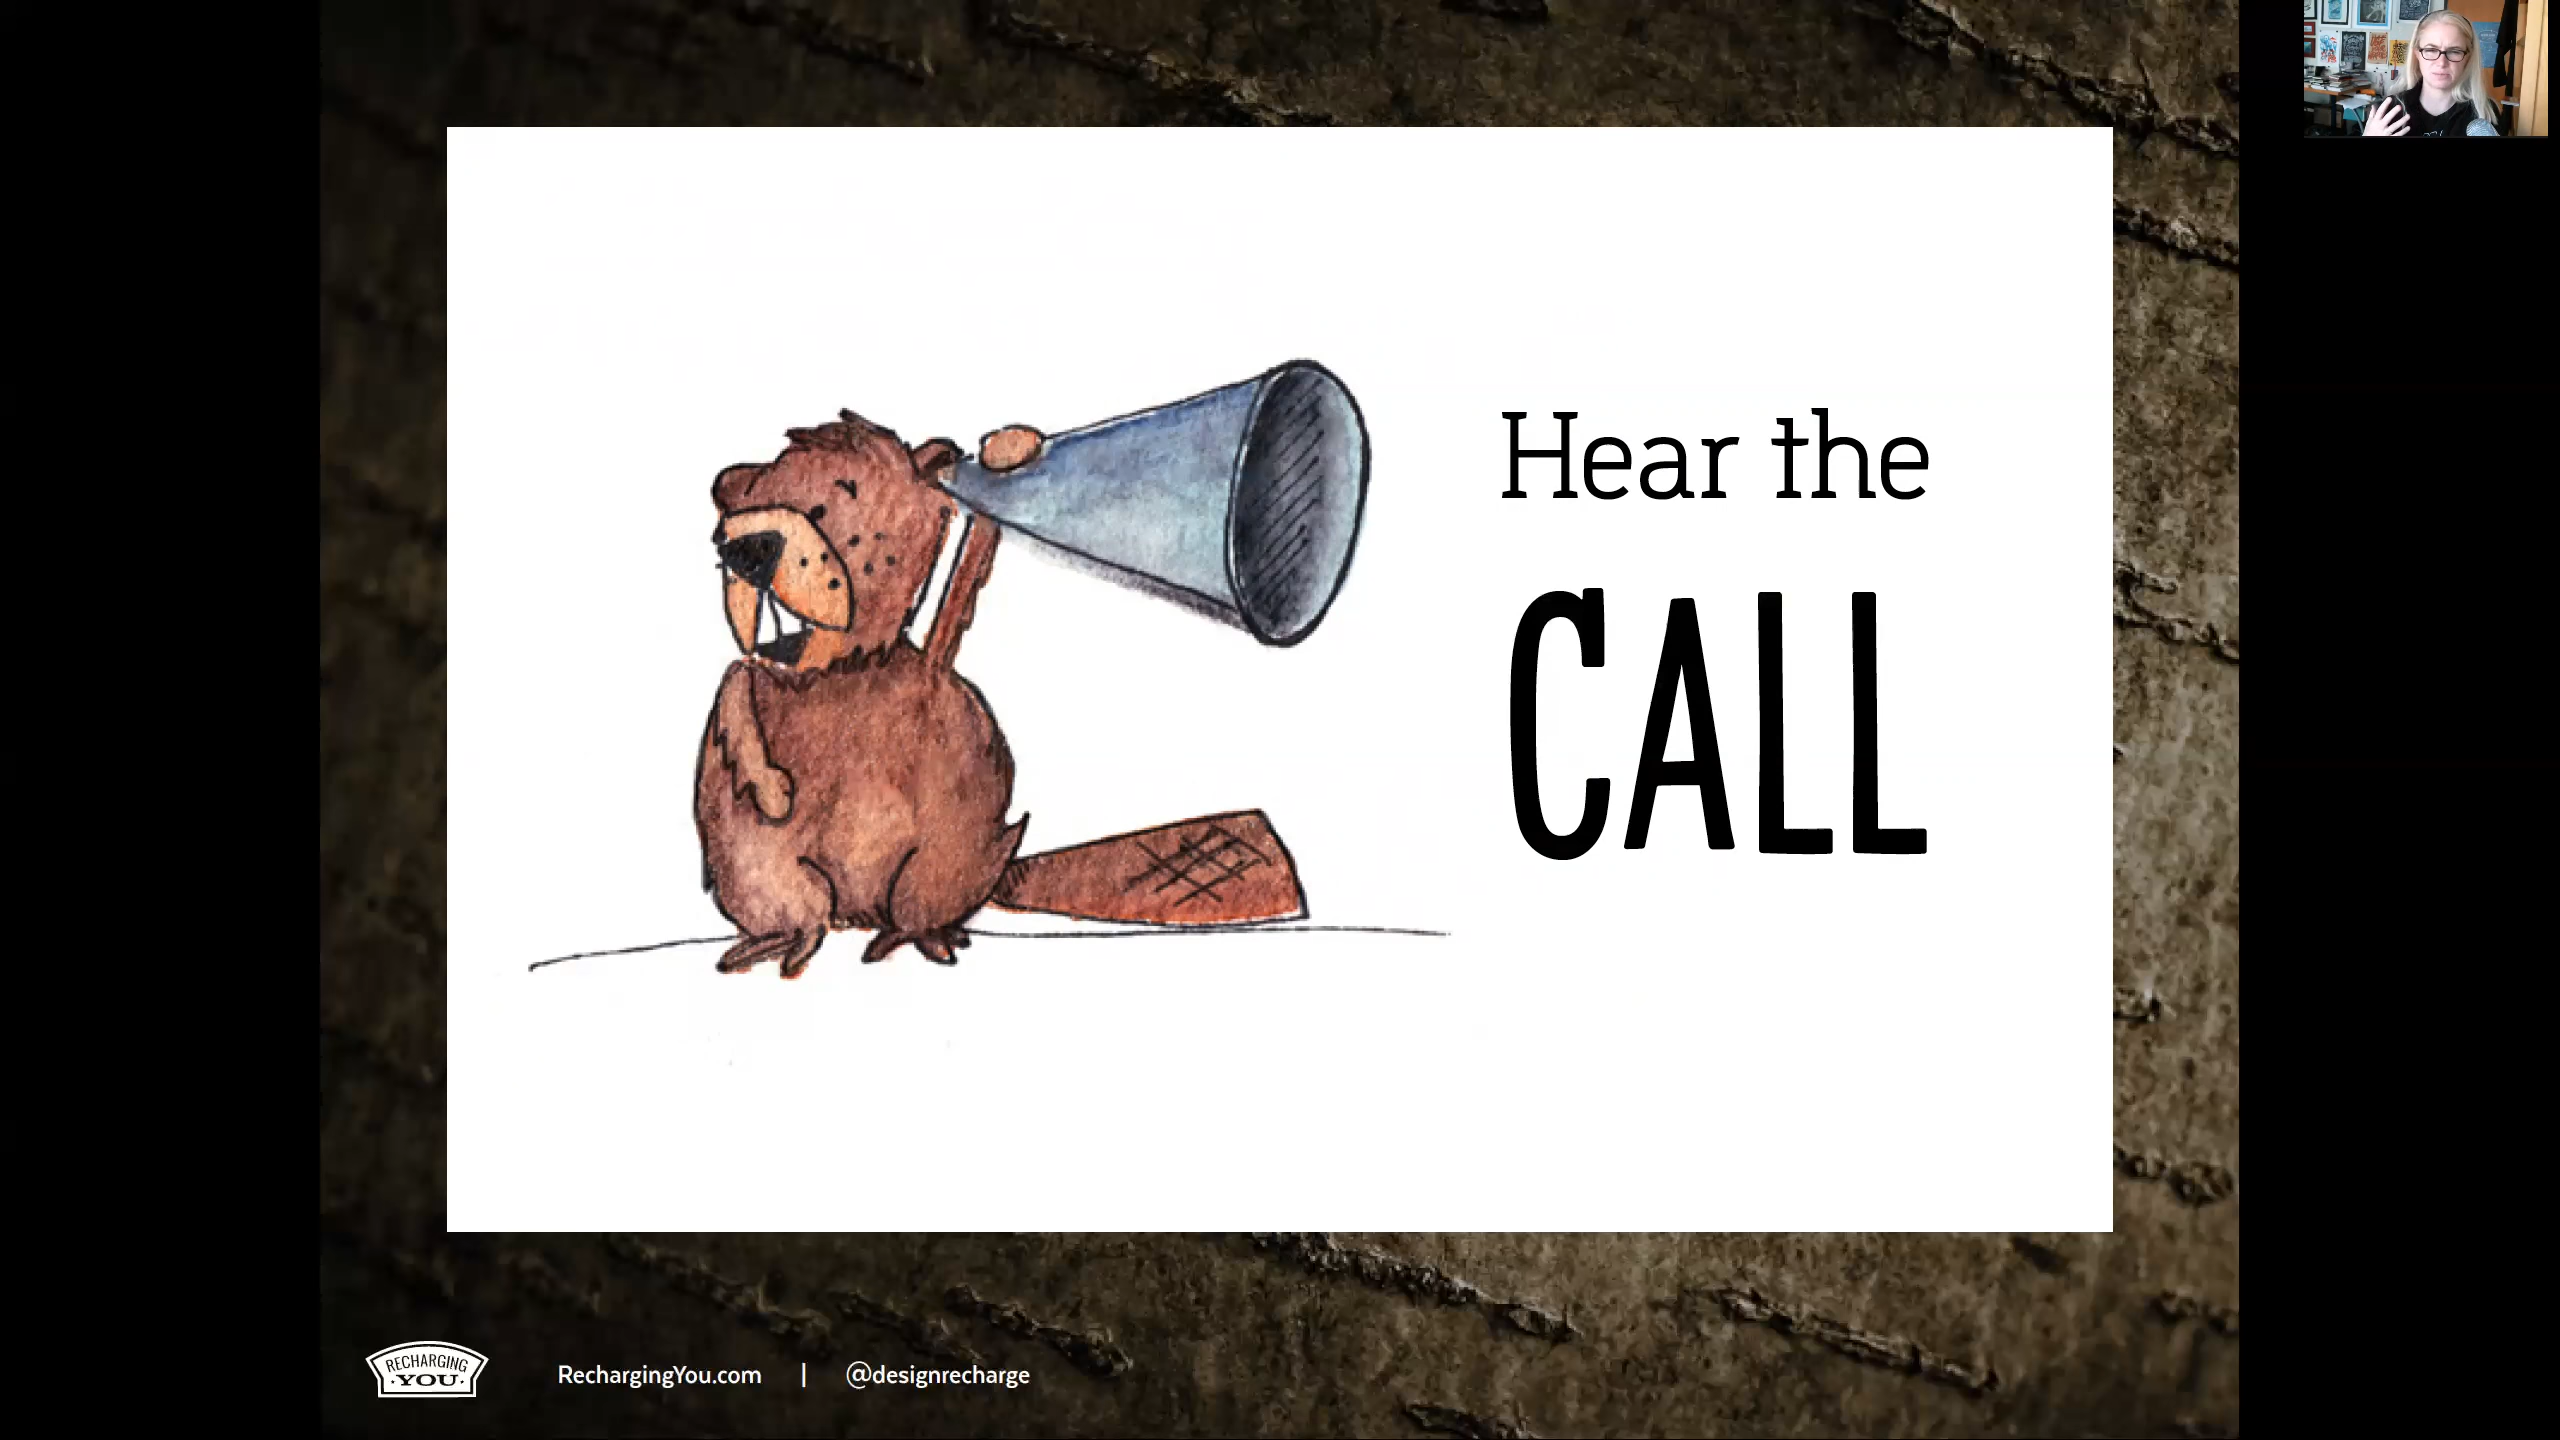 Hear the
CALL
RECHARGING
·YOU·
RechargingYou.com | @designrecharge